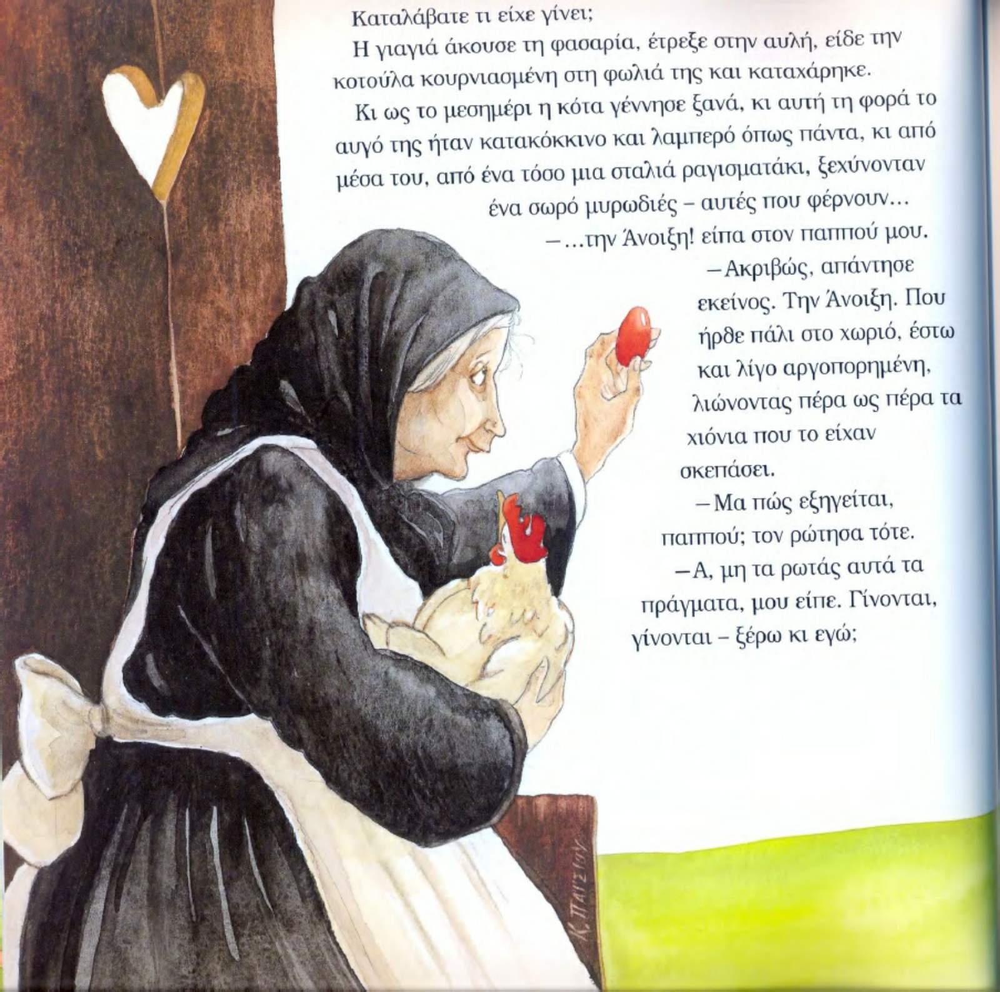 Καταλάβατε τι είχε γίνει;
Η γιαγιά άκουσε τη φασαρία, έτρεξε στην αυλή, είδε την
κοτούλα κουρνιασμένη στη φωλιά της και καταχάρηκε.
Κι ως το μεσημέρι η κότα γέννησε ξανά, κι αυτή τη φορά το
αυγό της ήταν κατακόκκινο και λαμπερό όπως πάντα, κι από
μέσα του, από ένα τόσο μια σταλιά ραγισματάκι, ξεχύνονταν
ένα σωρό μυρωδιές – αυτές που φέρνουν...
– ...την Άνοιξη! είπα στον παππού μου.
– Ακριβώς, απάντησε
εκείνος. Την Άνοιξη. Που
ήρθε πάλι στο χωριό, έστω
και λίγο αργοπορημένη,
λιώνοντας πέρα ως πέρα τα
χιόνια που το είχαν
σκεπάσει.
– Μα πώς εξηγείται,
παππού; τον ρώτησα τότε.
– Α, μη τα ρωτάς αυτά τα
πράγματα, μου είπε. Γίνονται,
γίνονται – ξέρω κι εγώ;
Κ. ΠΑΪΣΙΟΥ